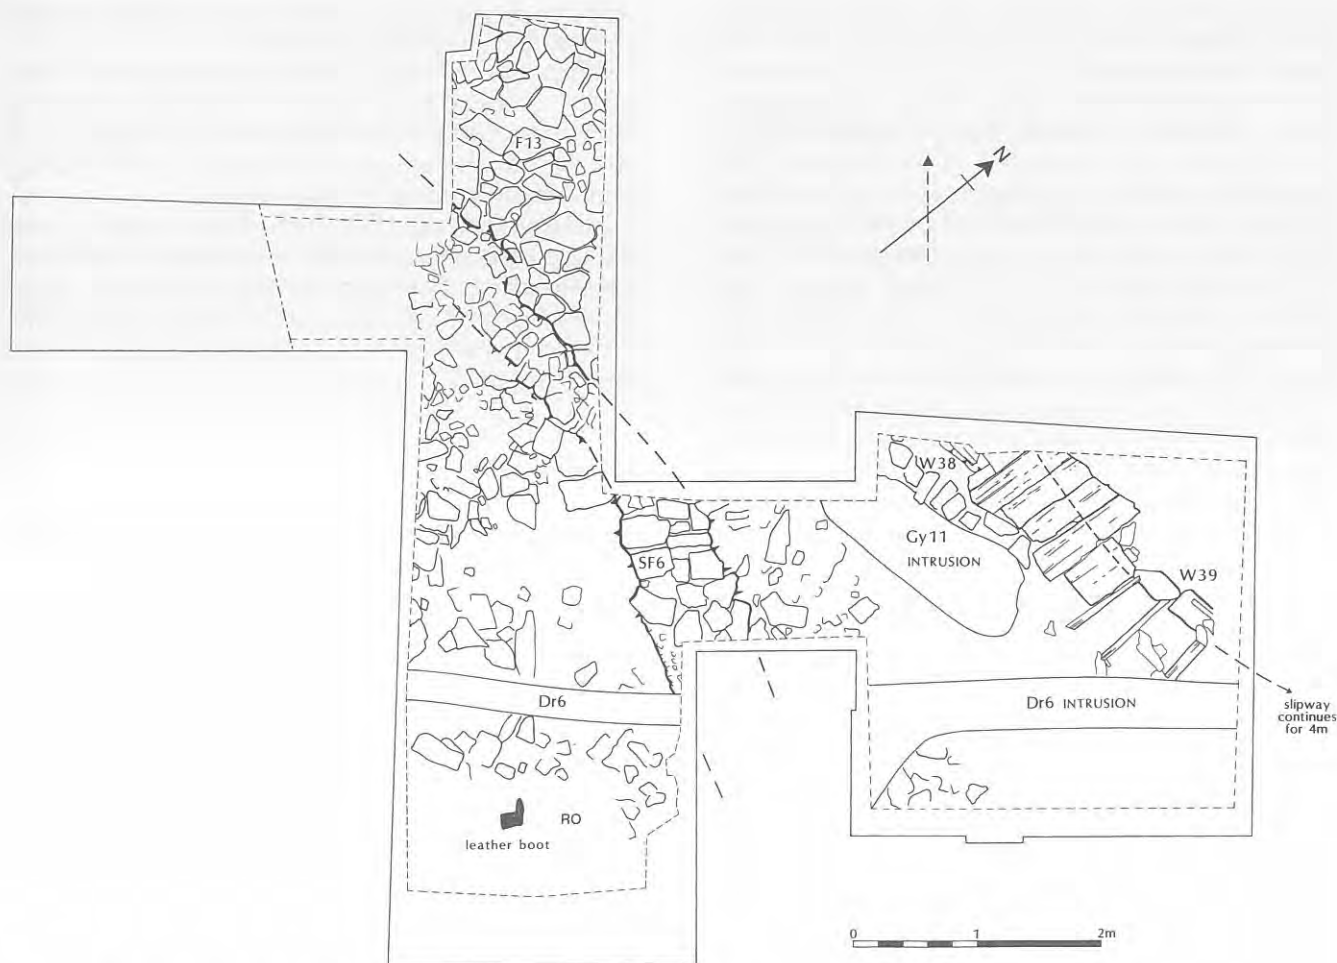 F13
N
W38
Gy11
INTRUSION
SF6
W39
Dr6
Dr6 INTRUSION
slipway
continues
for 4m
RO
leather boot
0 1 2m